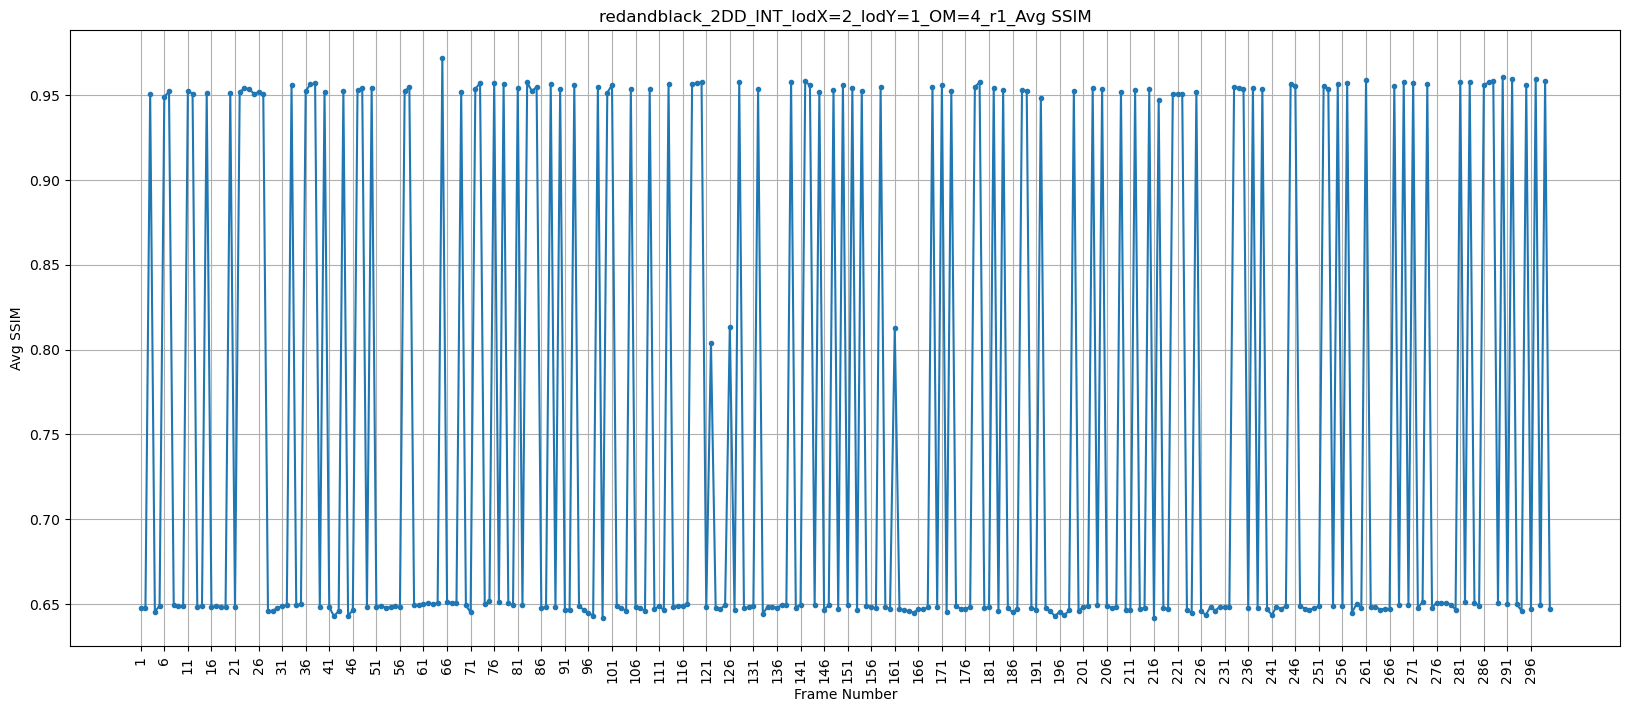 redandblack_2DD_INT_lodX=2_lodY=1_OM=4_r1_Avg SSIM
Avg SSIM
0.95
0.90
0.85
0.80
0.75
0.70
0.65
1 6 11 16 21 26 31 36 41 46 51 56 61 66 71 76 81 86 91 96 101 106 111 116 121 126 131 136 141 146 151 156 161 166 171 176 181 186 191 196 201 206 211 216 221 226 231 236 241 246 251 256 261 266 271 276 281 286 291 296
Frame Number